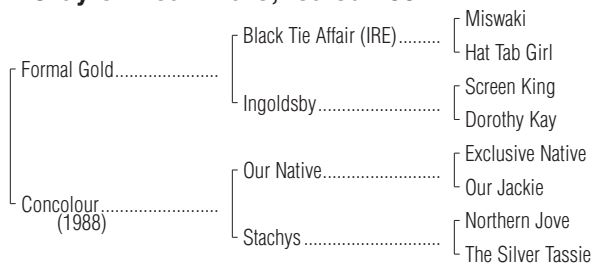 Miswaki
Black Tie Affair (IRE).........
Hat Tab Girl
Formal Gold......................
Screen King
Ingoldsby..........................
Dorothy Kay
Exclusive Native
Our Native.........................
Our Jackie
Concolour.........................
(1988)
Northern Jove
Stachys.............................
The Silver Tassie